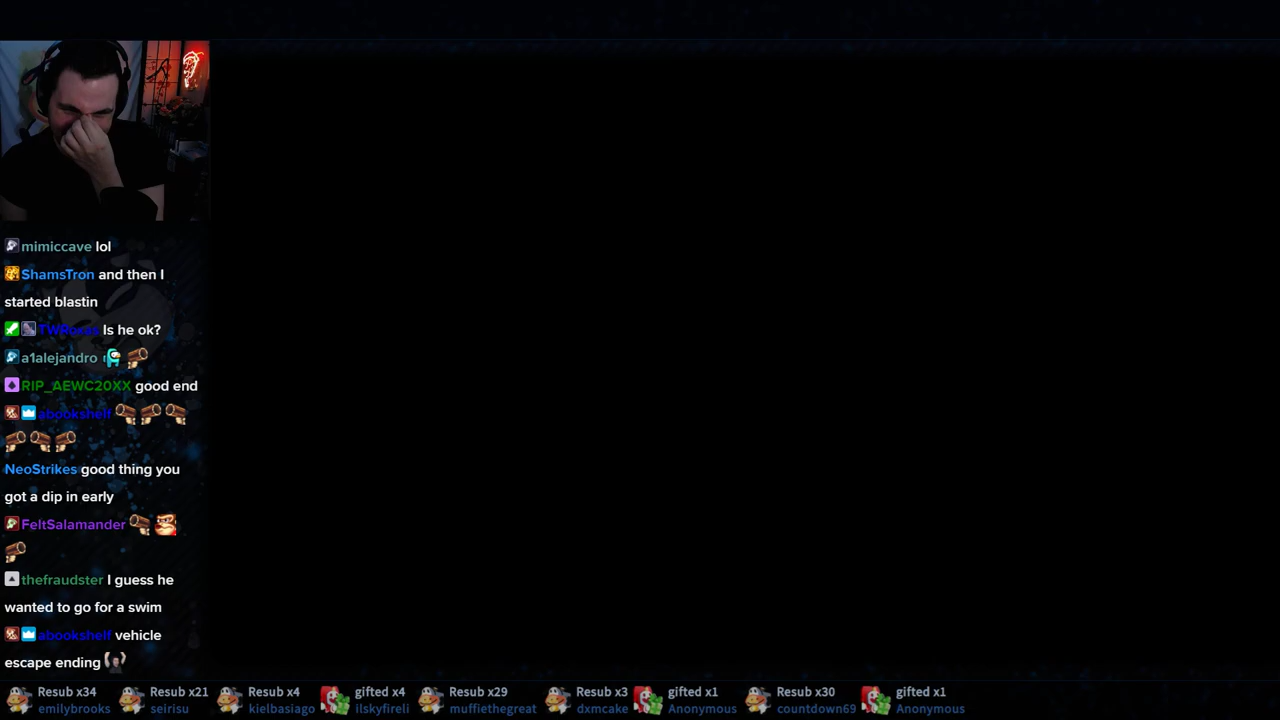 mimiccave lol
ShamsTron and then I
started blastin
TWRoxas Is he ok?
a1alejandro
RIP_AEWC20XX good end
abookshelf
NeoStrikes good thing you
got a dip in early
FeltSalamander
thefraudster I guess he
wanted to go for a swim
abookshelf vehicle
escape ending
Resub x34
emilybrooks
Resub x21
seirisu
Resub x4
kielbasiago
gifted x4
ilskyfireli
Resub x29
muffiethegreat
Resub x3
dxmcake
gifted x1
Anonymous
Resub x30
countdown69
gifted x1
Anonymous